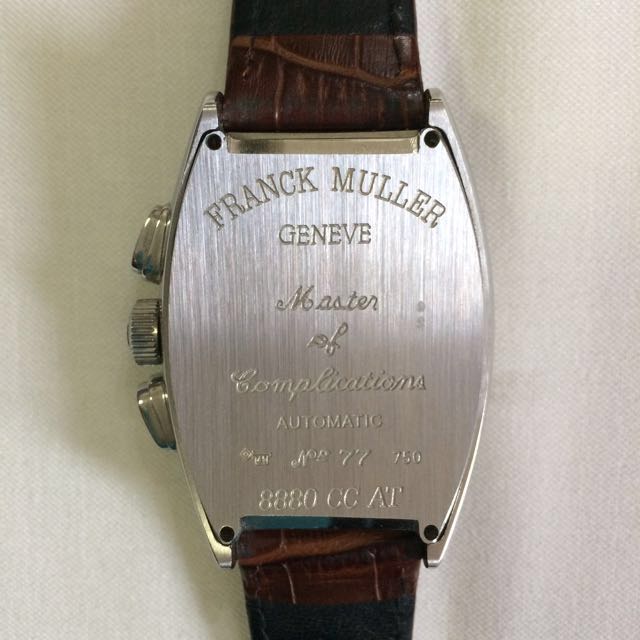 FRANCK MULLER
GENEVE
Master
of
Complications
AUTOMATIC
No 77 750
8880 CC AT